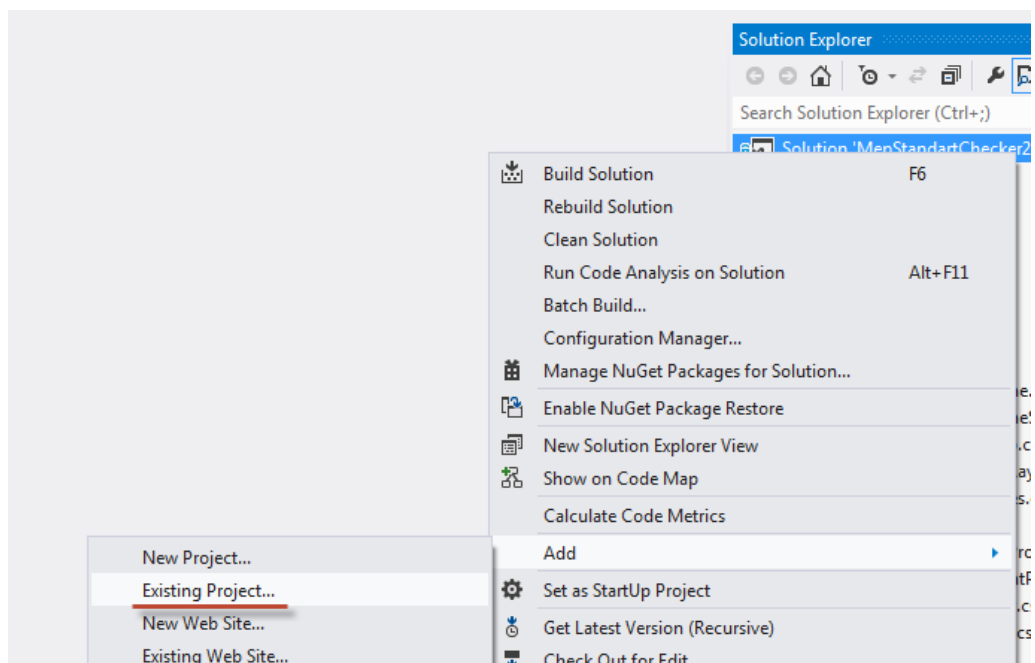 Solution Explorer
Search Solution Explorer (Ctrl+;)
Solution 'MenStandartChecker2
Build Solution F6
Rebuild Solution
Clean Solution
Run Code Analysis on Solution Alt+F11
Batch Build...
Configuration Manager...
Manage NuGet Packages for Solution...
Enable NuGet Package Restore
New Solution Explorer View
Show on Code Map
Calculate Code Metrics
Add
Set as StartUp Project
Get Latest Version (Recursive)
Check Out for Edit
New Project...
Existing Project...
New Web Site...
Existing Web Site...